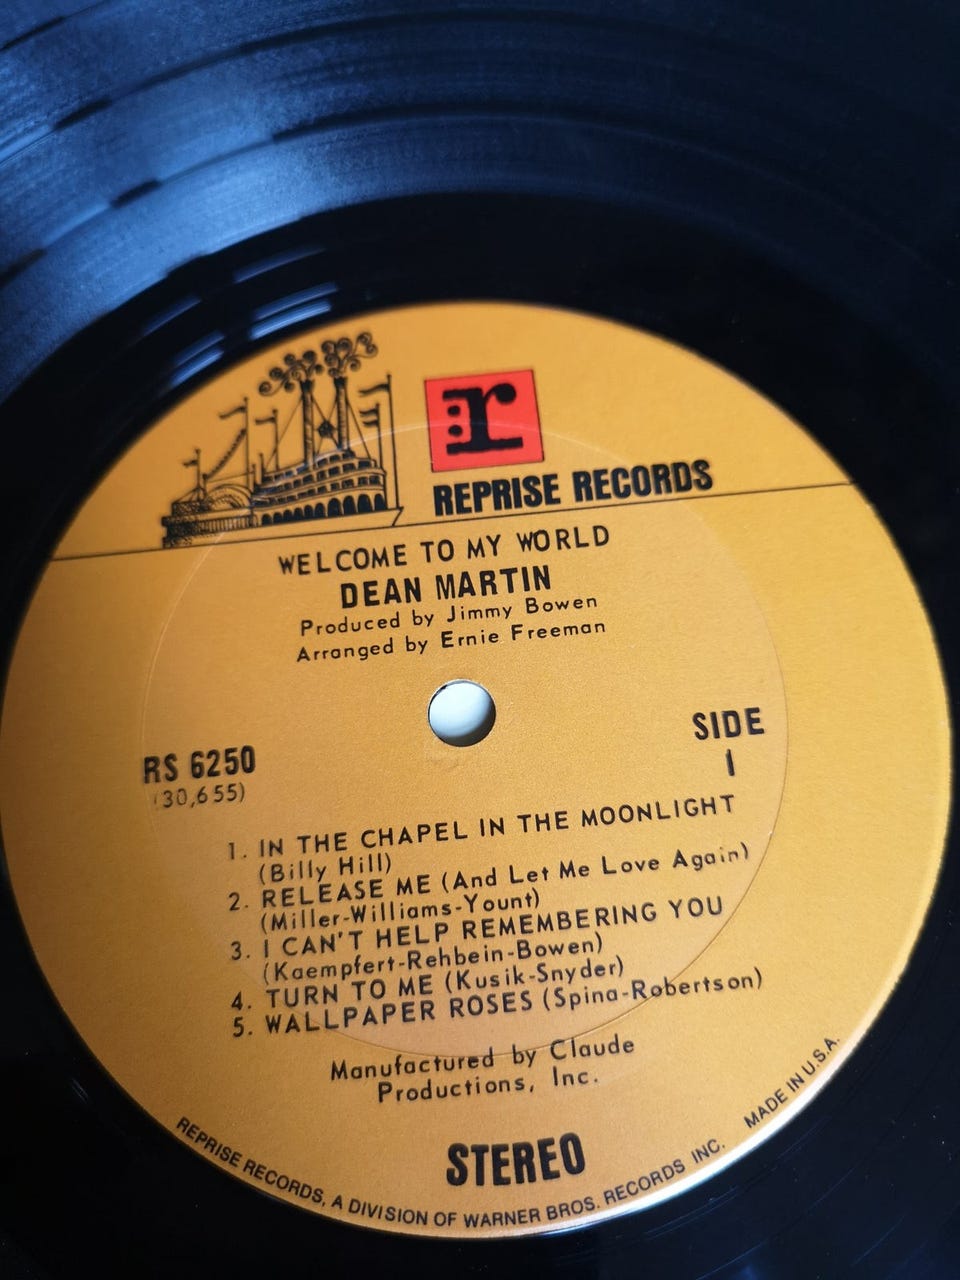 r
REPRISE RECORDS
WELCOME TO MY WORLD
DEAN MARTIN
Produced by Jimmy Bowen
Arranged by Ernie Freeman
RS 6250
(30,655)
SIDE
1
1. IN THE CHAPEL IN THE MOONLIGHT
(Billy Hill)
2. RELEASE ME (And Let Me Love Again)
(Miller-Williams-Yount)
3. I CAN'T HELP REMEMBERING YOU
(Kaempfert-Rehbein-Bowen)
4. TURN TO ME (Kusik-Snyder)
5. WALLPAPER ROSES (Spina-Robertson)
Manufactured by Claude
Productions, Inc.
STEREO
REPRISE RECORDS, A DIVISION OF WARNER BROS. RECORDS INC. MADE IN U.S.A.